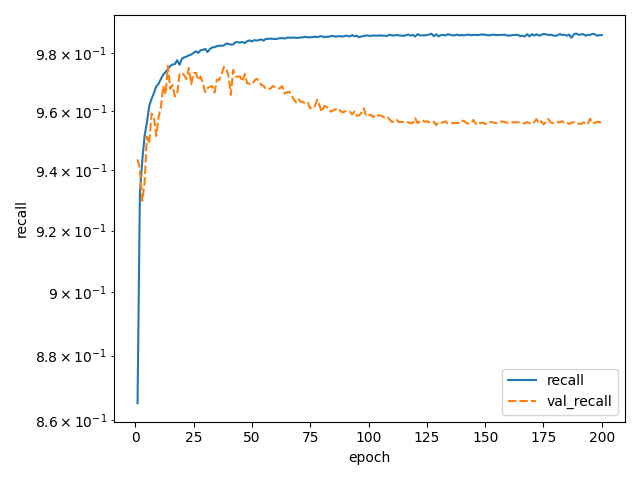 9.8 × 10⁻¹
9.6 × 10⁻¹
9.4 × 10⁻¹
9.2 × 10⁻¹
9 × 10⁻¹
8.8 × 10⁻¹
8.6 × 10⁻¹
recall
0 25 50 75 100 125 150 175 200
epoch
recall
val_recall